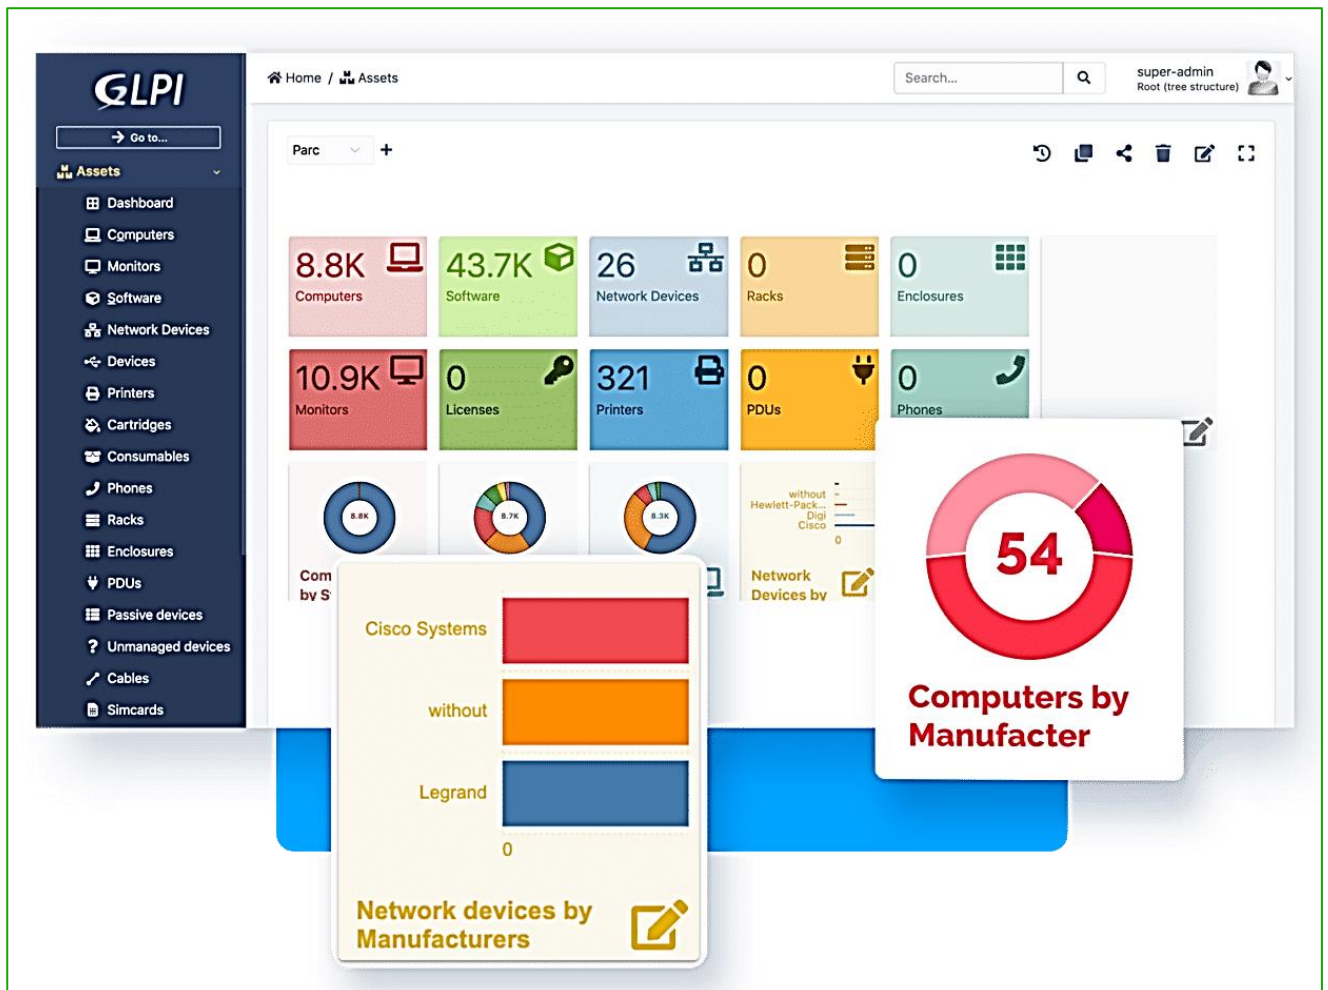 GLPI
Go to...
Assets
Dashboard
Computers
Monitors
Software
Network Devices
Devices
Printers
Cartridges
Consumables
Phones
Racks
Enclosures
PDUs
Passive devices
Unmanaged devices
Cables
Simcards
Home / Assets
Search...
super-admin
Root (tree structure)
Parc
8.8K
Computers
43.7K
Software
26
Network Devices
0
Racks
0
Enclosures
10.9K
Monitors
0
Licenses
321
Printers
0
PDUs
0
Phones
8.8K
Com
by S
8.7K
8.3K
without
Hewlett-Pack...
Digi
Cisco
0
Network
Devices by
Cisco Systems
without
Legrand
0
Network devices by
Manufacturers
54
Computers by
Manufacter